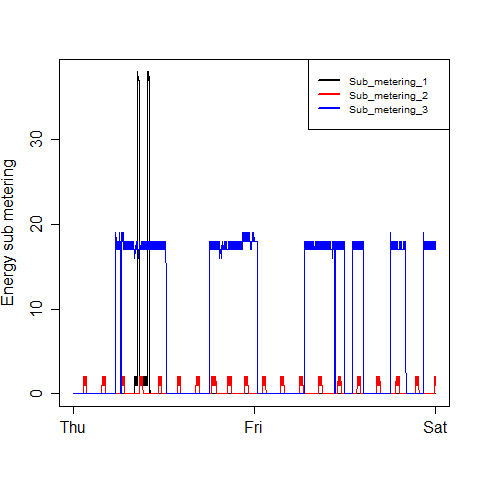 Sub_metering_1
Sub_metering_2
Sub_metering_3
Energy sub metering
30
20
10
0
Thu Fri Sat